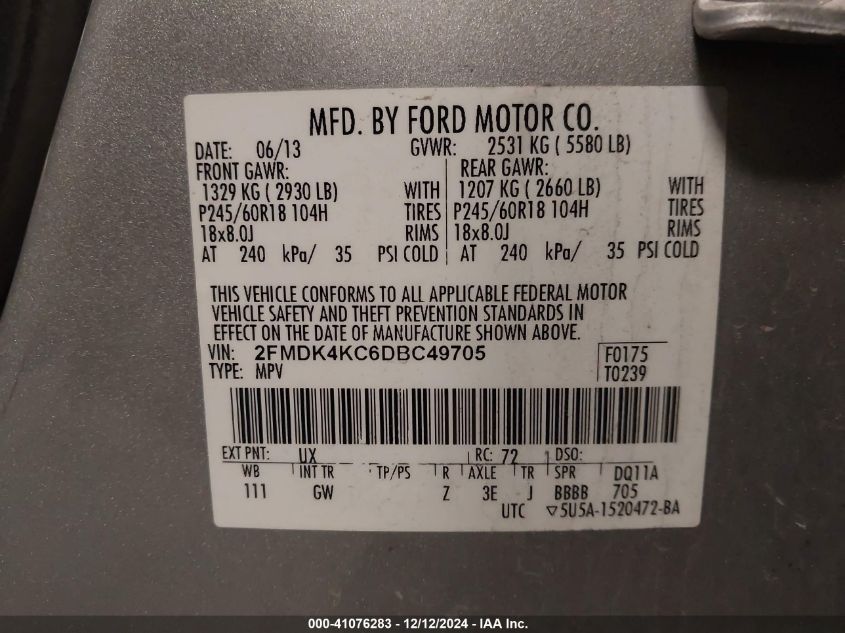 MFD. BY FORD MOTOR CO.
DATE: 06/13 GVWR: 2531 KG ( 5580 LB)
FRONT GAWR: REAR GAWR:
1329 KG ( 2930 LB) WITH 1207 KG ( 2660 LB) WITH
P245/60R18 104H TIRES P245/60R18 104H TIRES
18x8.0J RIMS 18x8.0J RIMS
AT 240 kPa/ 35 PSI COLD AT 240 kPa/ 35 PSI COLD
THIS VEHICLE CONFORMS TO ALL APPLICABLE FEDERAL MOTOR
VEHICLE SAFETY AND THEFT PREVENTION STANDARDS IN
EFFECT ON THE DATE OF MANUFACTURE SHOWN ABOVE.
VIN: 2FMDK4KC6DBC49705 F0175
TYPE: MPV T0239
EXT PNT: UX RC: 72 DSO:
WB INT TR TP/PS R AXLE TR SPR DQ11A
111 GW Z 3E J BBBB 705
UTC ▽5U5A-1520472-BA
000-41076283 - 12/12/2024 - IAA Inc.